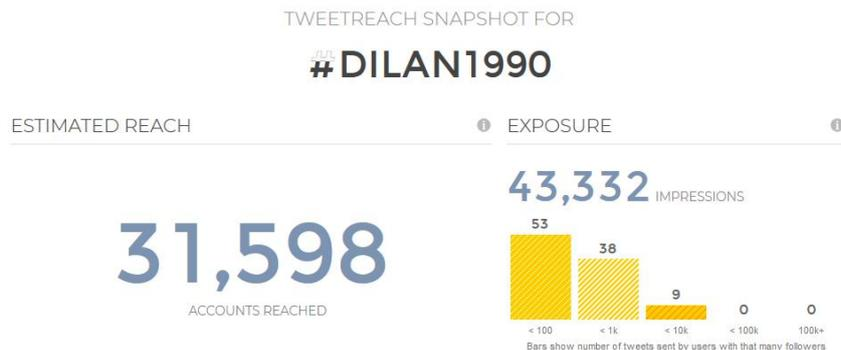 TWEETREACH SNAPSHOT FOR
#DILAN1990
ESTIMATED REACH
31,598
ACCOUNTS REACHED
EXPOSURE
43,332 IMPRESSIONS
53
38
9
0
0
< 100
< 1k
< 10k
< 100k
100k+
Bars show number of tweets sent by users with that many followers